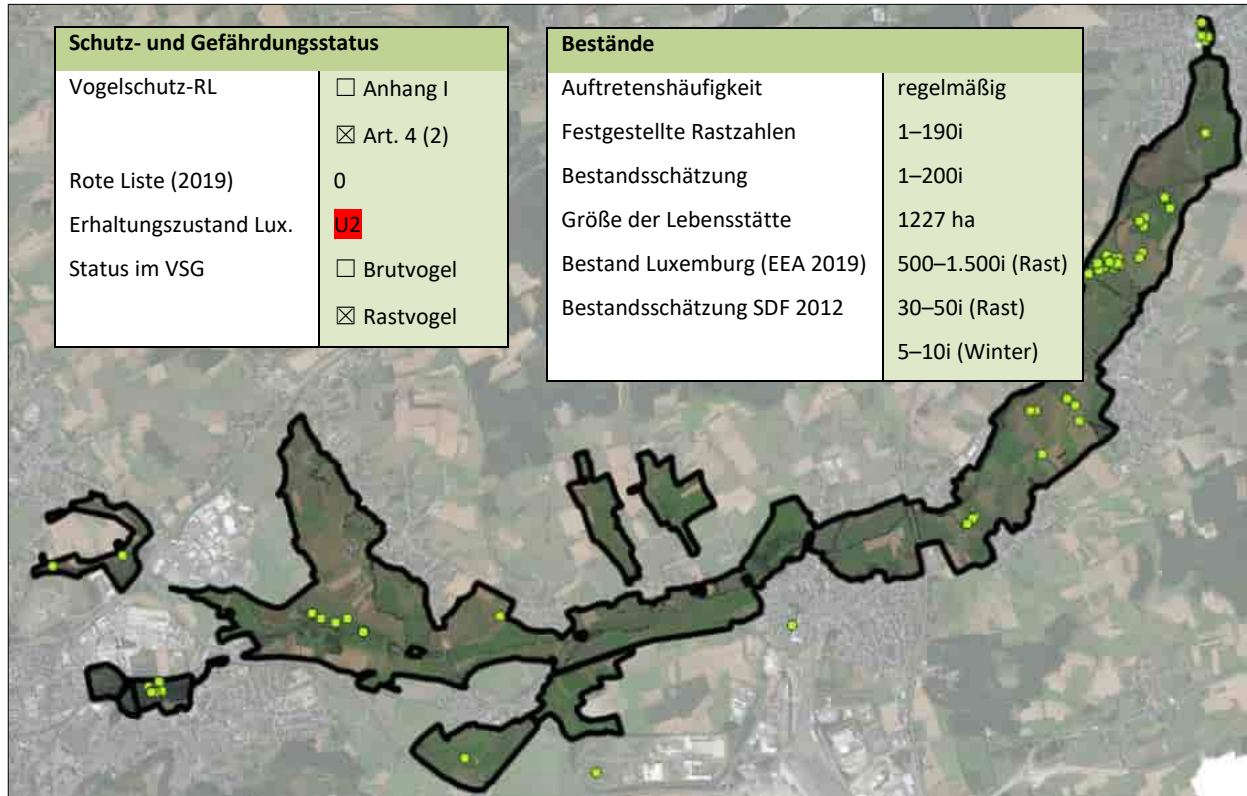 Schutz- und Gefährdungsstatus
Vogelschutz-RL ☐ Anhang I
☒ Art. 4 (2)
Rote Liste (2019) 0
Erhaltungszustand Lux. U2
Status im VSG ☐ Brutvogel
☒ Rastvogel
Bestände
Auftretenshäufigkeit regelmäßig
Festgestellte Rastzahlen 1–190i
Bestandsschätzung 1–200i
Größe der Lebensstätte 1227 ha
Bestand Luxemburg (EEA 2019) 500–1.500i (Rast)
Bestandsschätzung SDF 2012 30–50i (Rast)
5–10i (Winter)